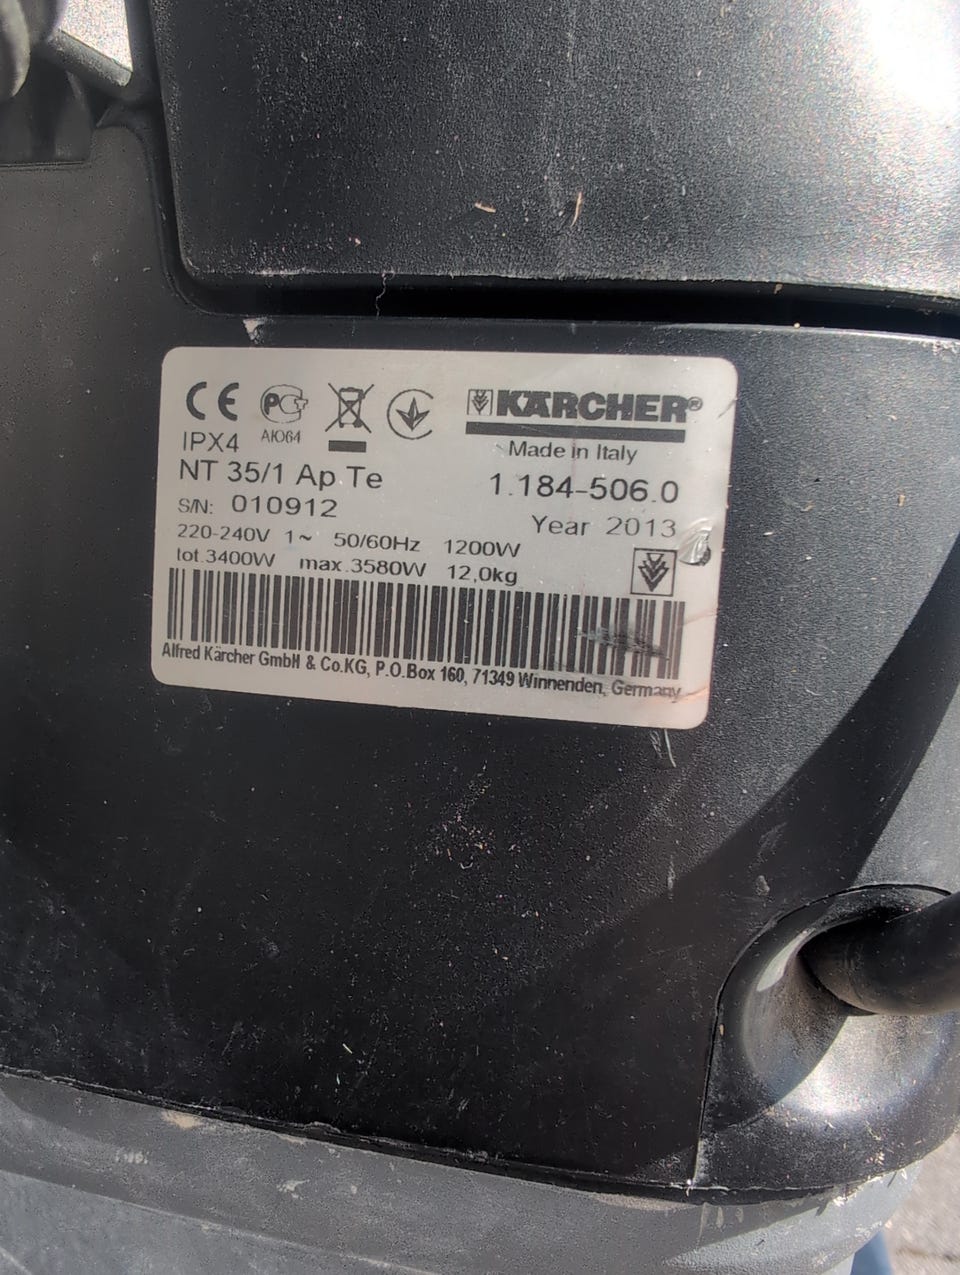 CE PCT KÄRCHER®
IPX4 АЮ64 Made in Italy
NT 35/1 Ap Te 1.184-506.0
S/N: 010912 Year 2013
220-240V 1~ 50/60Hz 1200W
tot.3400W max.3580W 12,0kg
Alfred Kärcher GmbH & Co.KG, P.O.Box 160, 71349 Winnenden, Germany